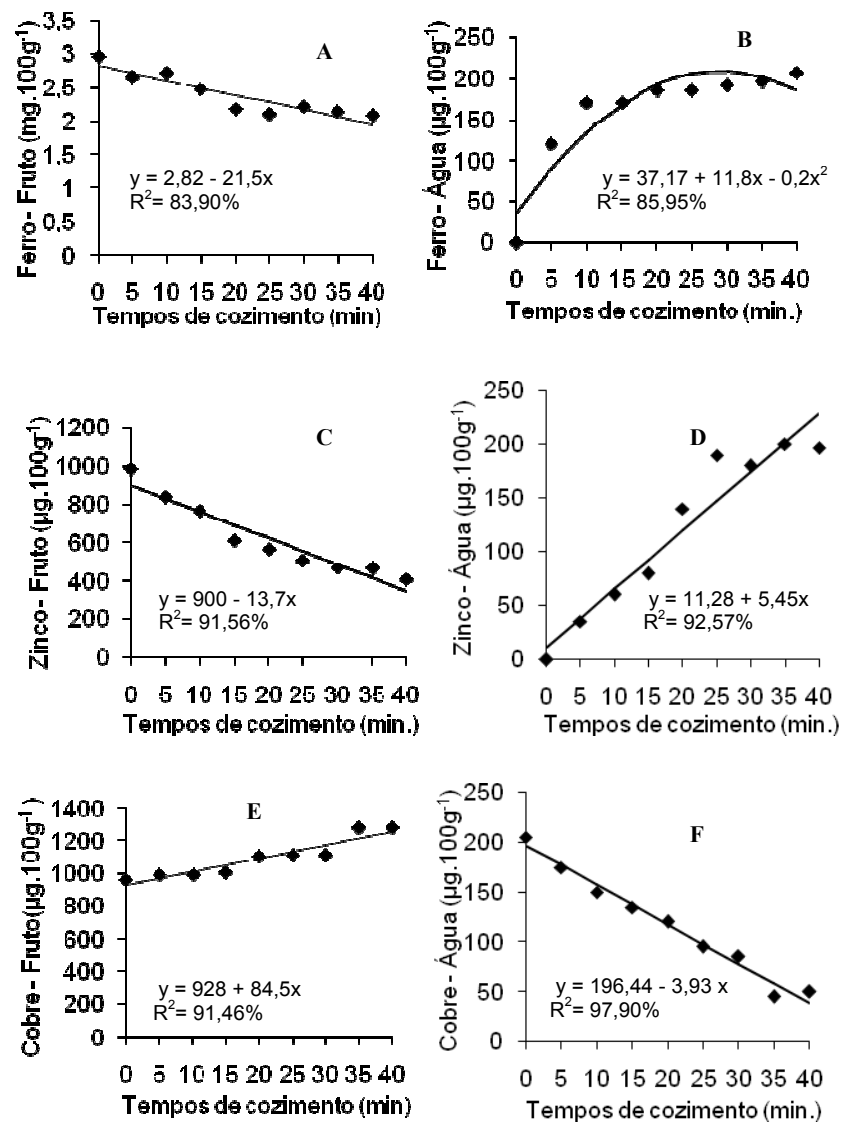 A
Ferro - Fruto (mg.100g⁻¹)
3,5
3
2,5
2
1,5
1
0,5
0
y = 2,82 - 21,5x
R²= 83,90%
0 5 10 15 20 25 30 35 40
Tempos de cozimento (min)
B
Ferro - Água (µg.100g⁻¹)
250
200
150
100
50
0
y = 37,17 + 11,8x - 0,2x²
R²= 85,95%
0 5 10 15 20 25 30 35 40
Tempos de cozimento (min.)
C
Zinco - Fruto (µg.100g⁻¹)
1200
1000
800
600
400
200
0
y = 900 - 13,7x
R²= 91,56%
0 5 10 15 20 25 30 35 40
Tempos de cozimento (min.)
D
Zinco - Água (µg.100g⁻¹)
250
200
150
100
50
0
y = 11,28 + 5,45x
R²= 92,57%
0 5 10 15 20 25 30 35 40
Tempos de cozimento (min.)
E
Cobre - Fruto(µg.100g⁻¹)
1400
1200
1000
800
600
400
200
0
y = 928 + 84,5x
R²= 91,46%
0 5 10 15 20 25 30 35 40
Tempos de cozimento (min)
F
Cobre - Água (µg.100g⁻¹)
250
200
150
100
50
0
y = 196,44 - 3,93 x
R²= 97,90%
0 5 10 15 20 25 30 35 40
Tempos de cozimento (min.)